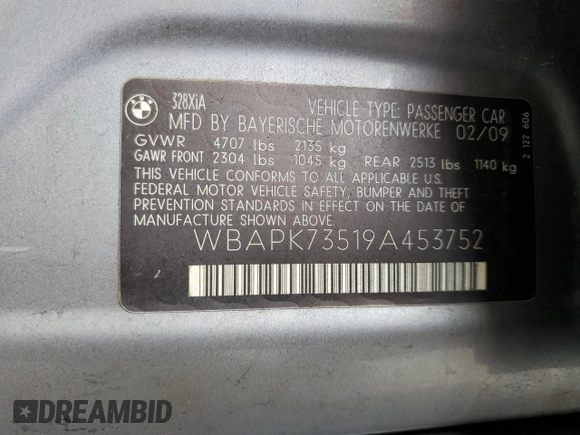 BMW
328XiA
VEHICLE TYPE: PASSENGER CAR
MFD BY BAYERISCHE MOTORENWERKE 02/09
GVWR 4707 lbs 2135 kg
GAWR FRONT 2304 lbs 1045 kg REAR 2513 lbs 1140 kg
THIS VEHICLE CONFORMS TO ALL APPLICABLE U.S.
FEDERAL MOTOR VEHICLE SAFETY, BUMPER AND THEFT
PREVENTION STANDARDS IN EFFECT ON THE DATE OF
MANUFACTURE SHOWN ABOVE.
WBAPK73519A453752
2 122 606
DREAMBID